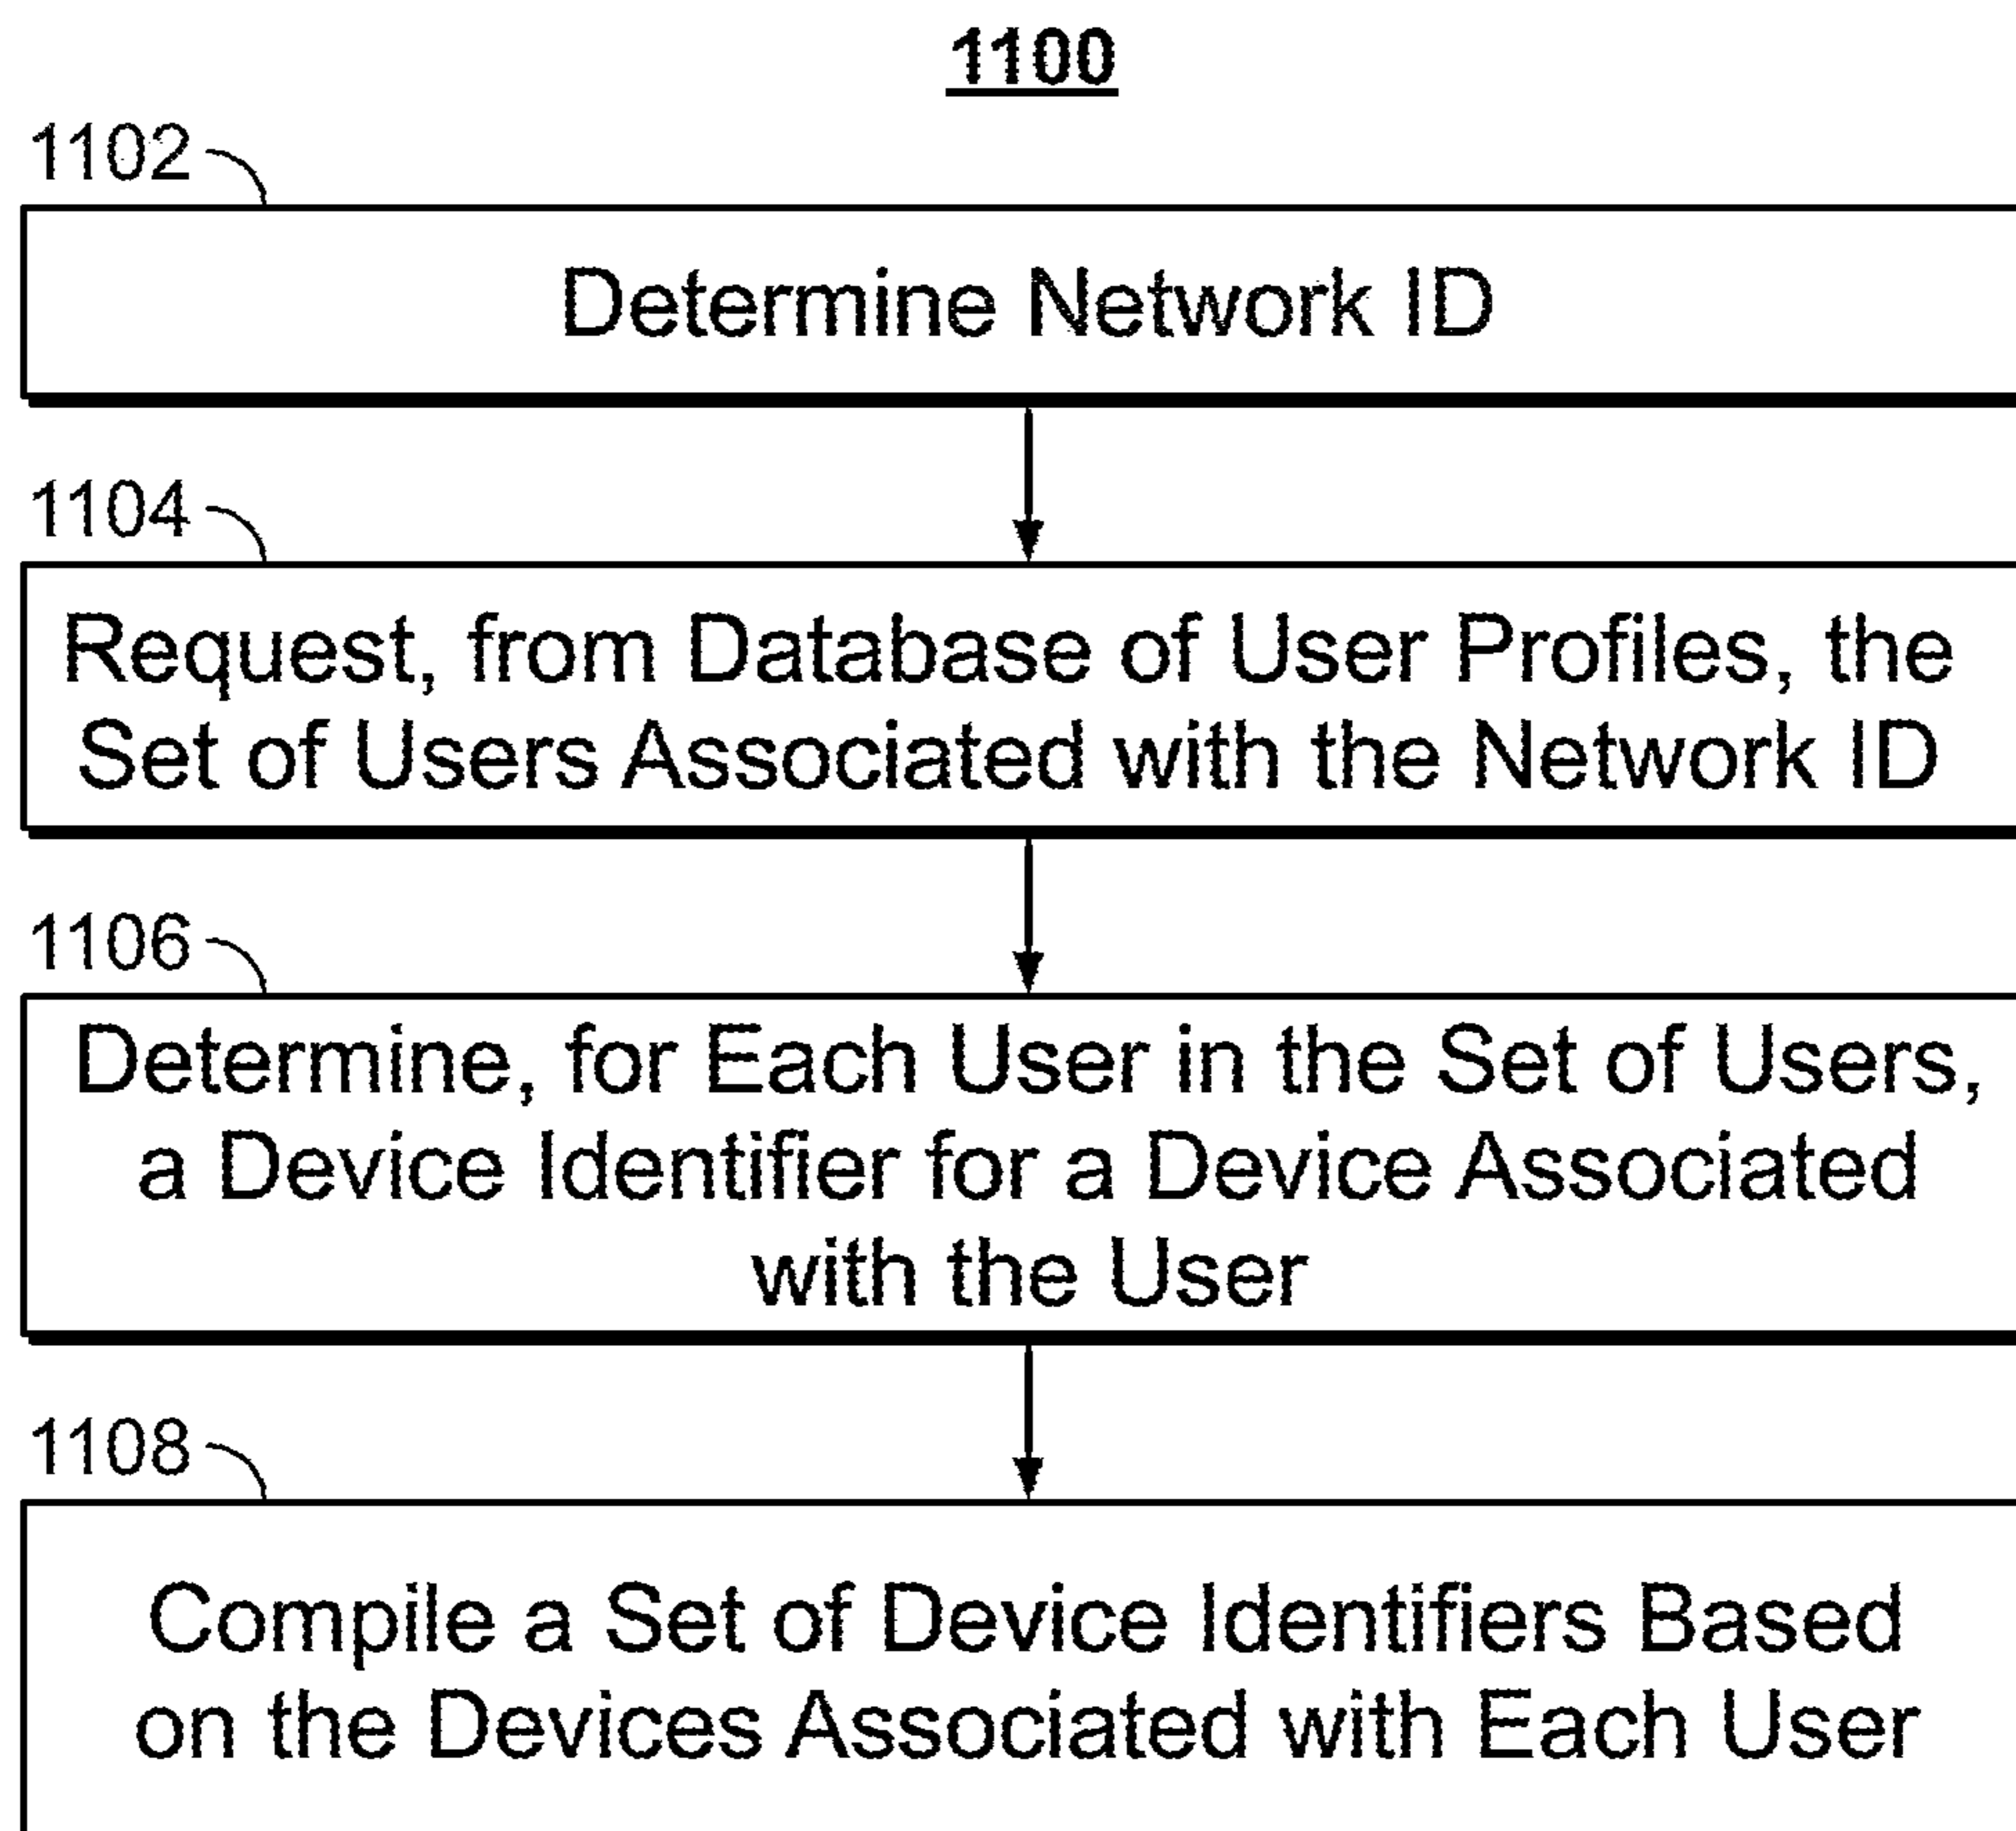 1100
1102
Determine Network ID
1104
Request, from Database of User Profiles, the
Set of Users Associated with the Network ID
1106
Determine, for Each User in the Set of Users,
a Device Identifier for a Device Associated
with the User
1108
Compile a Set of Device Identifiers Based
on the Devices Associated with Each User